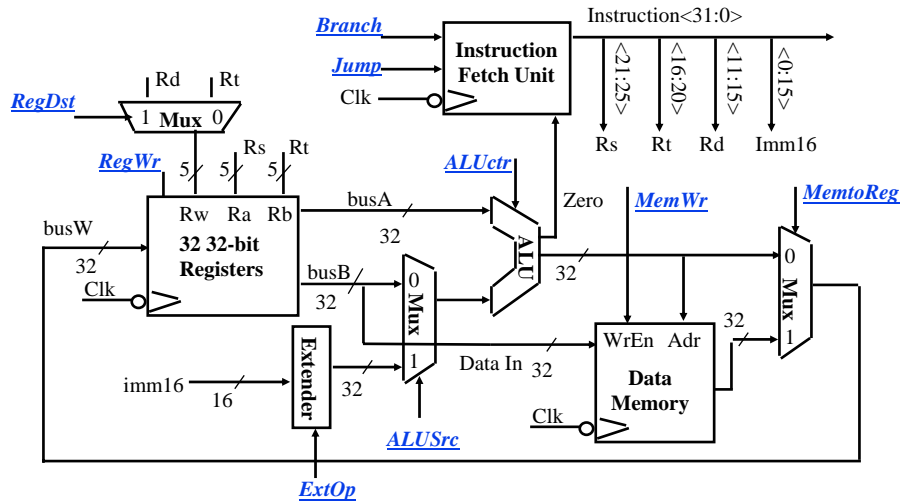 Branch
Instruction<31:0>
Instruction
Fetch Unit
Jump
Clk
<21:25>
<16:20>
<11:15>
<0:15>
Rs
Rt
Rd
Imm16
Rd
Rt
RegDst
1 Mux 0
RegWr
5
5
5
Rs
Rt
ALUctr
Zero
MemWr
MemtoReg
busW
32
Rw Ra Rb
32 32-bit
Registers
Clk
busA
32
busB
32
0
Mux
1
ALU
32
0
Mux
1
Data In
32
WrEn Adr
Data
Memory
32
Clk
imm16
16
Extender
32
ALUSrc
ExtOp